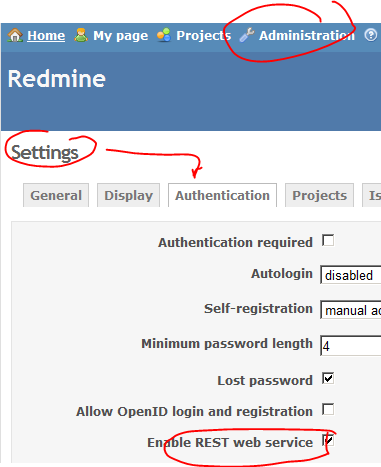 Home My page Projects Administration
Redmine
Settings
General Display Authentication Projects Is
Authentication required
Autologin disabled
Self-registration manual ac
Minimum password length 4
Lost password
Allow OpenID login and registration
Enable REST web service